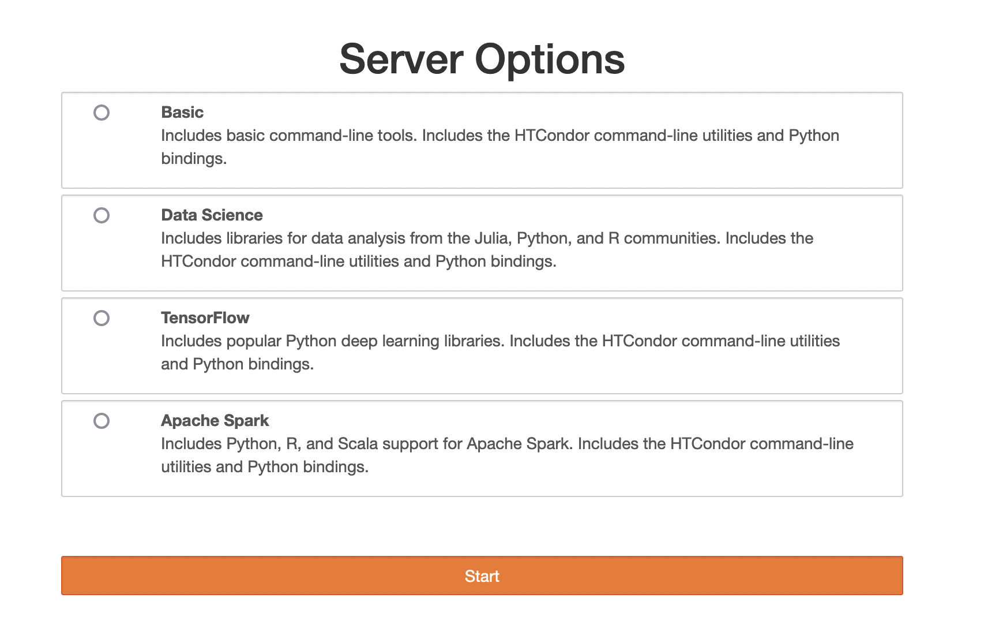 Server Options
Basic
Includes basic command-line tools. Includes the HTCondor command-line utilities and Python
bindings.
Data Science
Includes libraries for data analysis from the Julia, Python, and R communities. Includes the
HTCondor command-line utilities and Python bindings.
TensorFlow
Includes popular Python deep learning libraries. Includes the HTCondor command-line utilities
and Python bindings.
Apache Spark
Includes Python, R, and Scala support for Apache Spark. Includes the HTCondor command-line
utilities and Python bindings.
Start